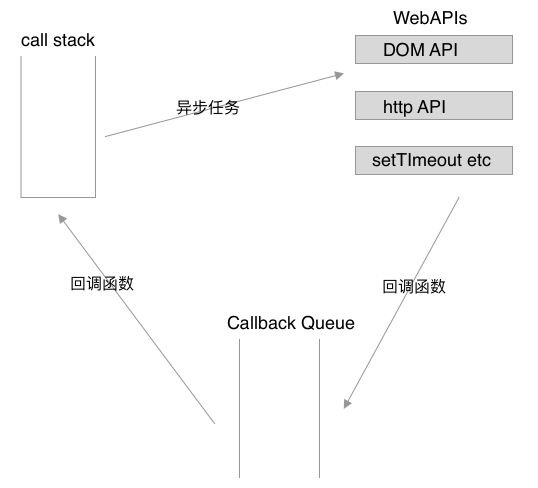 WebAPIs
call stack
DOM API
异步任务
http API
setTImeout etc
回调函数
回调函数
Callback Queue